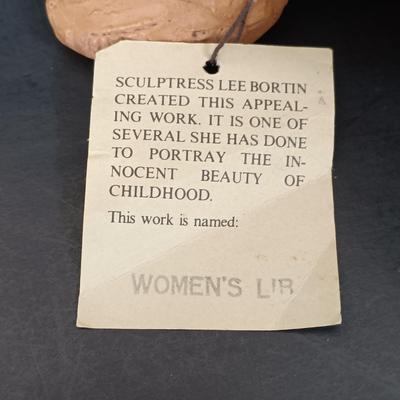 SCULPTRESS LEE BORTIN
CREATED THIS APPEAL-
ING WORK. IT IS ONE OF
SEVERAL SHE HAS DONE
TO PORTRAY THE IN-
NOCENT BEAUTY OF
CHILDHOOD.
This work is named:
WOMEN'S LIB